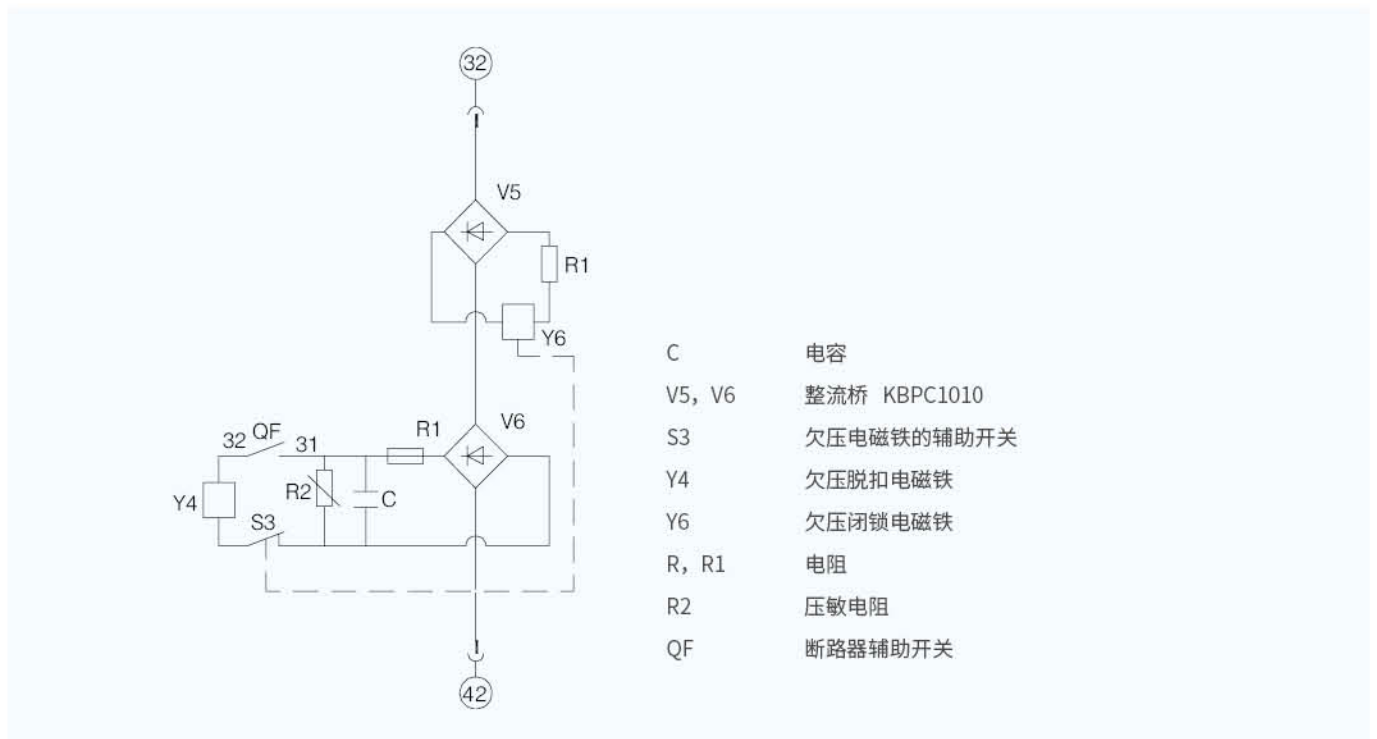 32
V5
R1
Y6
V6
R1
QF
32
31
R2
C
Y4
S3
42
C 电容
V5，V6 整流桥 KBPC1010
S3 欠压电磁铁的辅助开关
Y4 欠压脱扣电磁铁
Y6 欠压闭锁电磁铁
R，R1 电阻
R2 压敏电阻
QF 断路器辅助开关